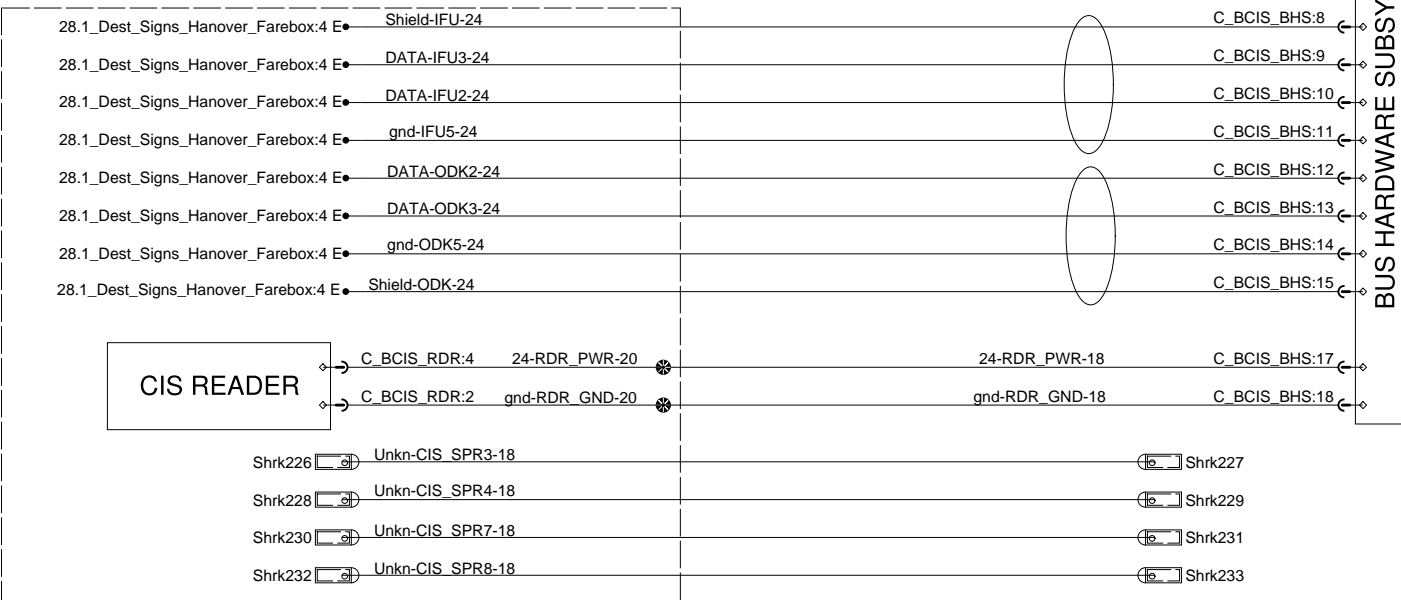 28.1_Dest_Signs_Hanover_Farebox:4 E Shield-IFU-24 C_BCIS_BHS:8
28.1_Dest_Signs_Hanover_Farebox:4 E DATA-IFU3-24 C_BCIS_BHS:9
28.1_Dest_Signs_Hanover_Farebox:4 E DATA-IFU2-24 C_BCIS_BHS:10
28.1_Dest_Signs_Hanover_Farebox:4 E gnd-IFU5-24 C_BCIS_BHS:11
28.1_Dest_Signs_Hanover_Farebox:4 E DATA-ODK2-24 C_BCIS_BHS:12
28.1_Dest_Signs_Hanover_Farebox:4 E DATA-ODK3-24 C_BCIS_BHS:13
28.1_Dest_Signs_Hanover_Farebox:4 E gnd-ODK5-24 C_BCIS_BHS:14
28.1_Dest_Signs_Hanover_Farebox:4 E Shield-ODK-24 C_BCIS_BHS:15
BUS HARDWARE SUBSY
CIS READER
C_BCIS_RDR:4 24-RDR_PWR-20 24-RDR_PWR-18 C_BCIS_BHS:17
C_BCIS_RDR:2 gnd-RDR_GND-20 gnd-RDR_GND-18 C_BCIS_BHS:18
Shrk226 Unkn-CIS_SPR3-18 Shrk227
Shrk228 Unkn-CIS_SPR4-18 Shrk229
Shrk230 Unkn-CIS_SPR7-18 Shrk231
Shrk232 Unkn-CIS_SPR8-18 Shrk233